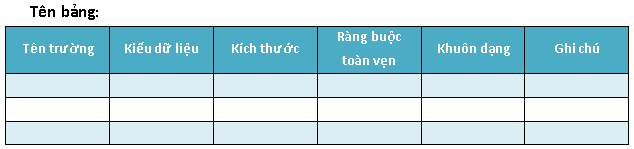 Tên bảng:
Tên trường Kiểu dữ liệu Kích thước Ràng buộc toàn vẹn Khuôn dạng Ghi chú